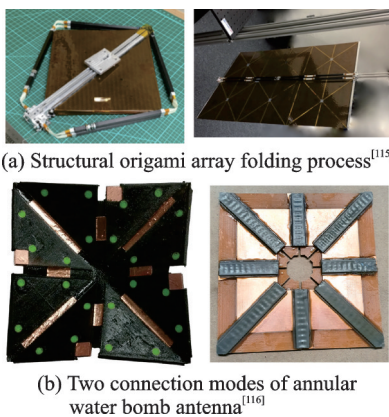 (a) Structural origami array folding process[115]
(b) Two connection modes of annular
water bomb antenna[116]